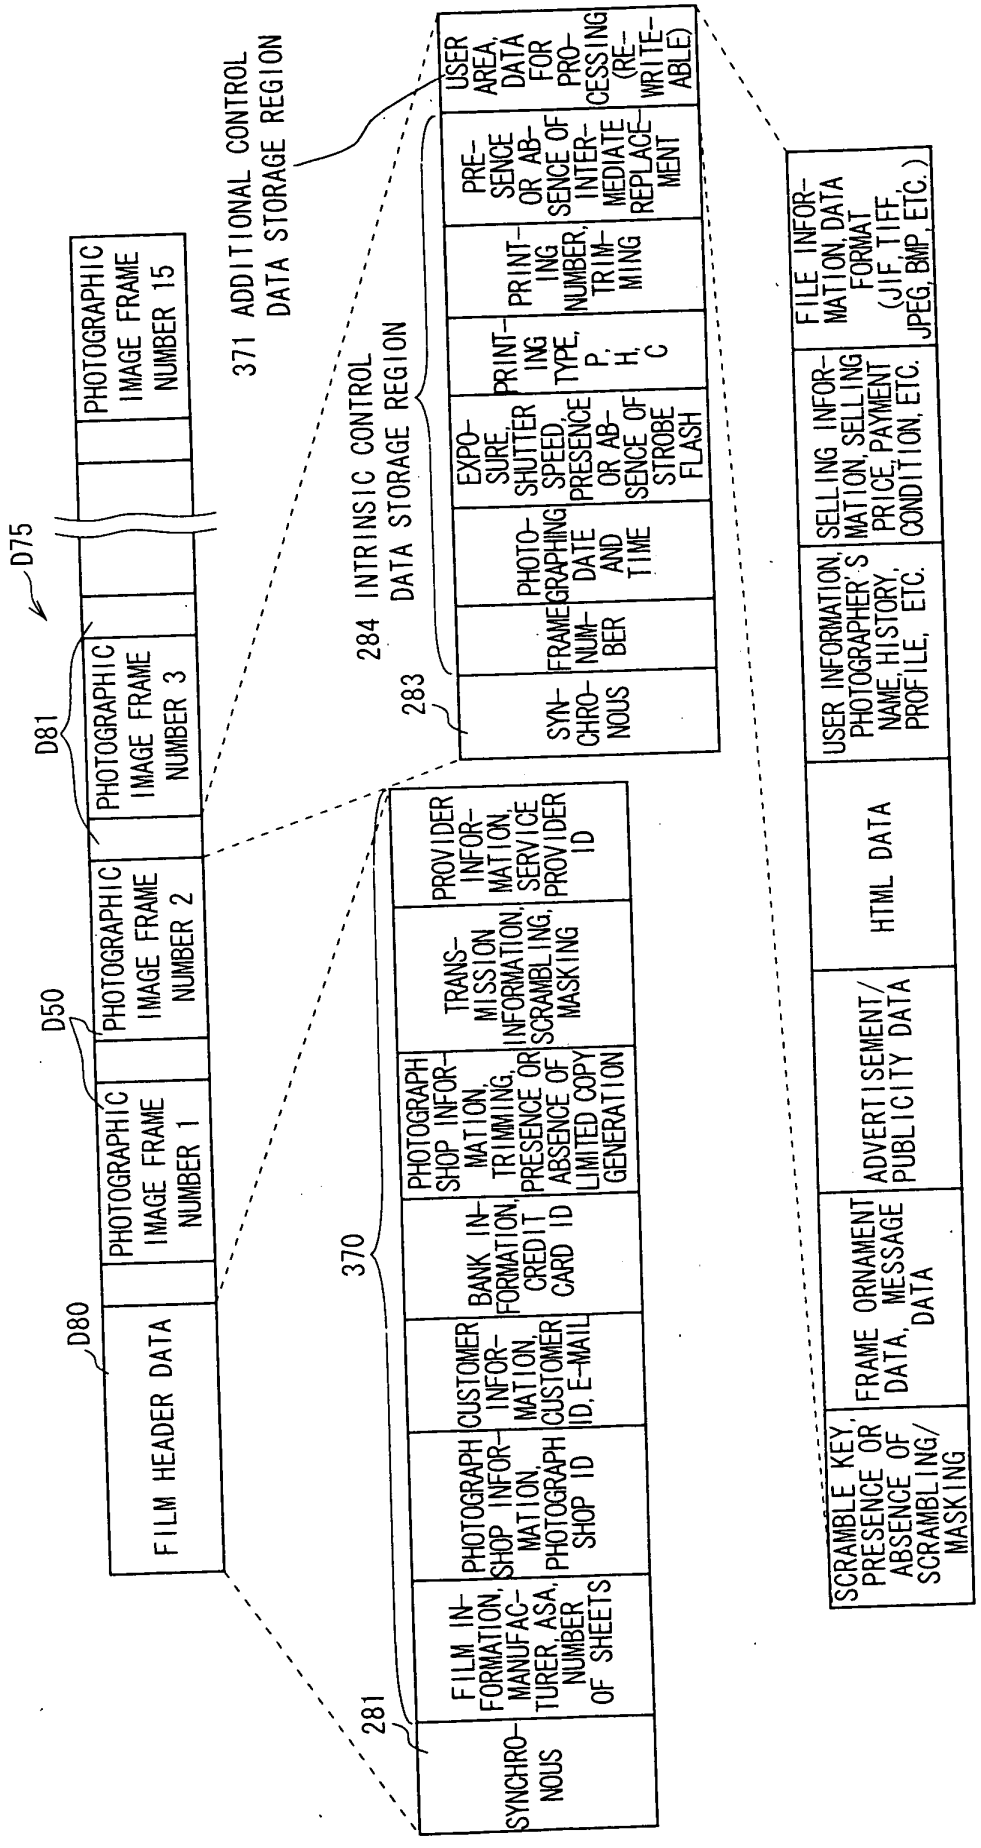 D75
D80
FILM HEADER DATA
D50
PHOTOGRAPHIC
IMAGE FRAME
NUMBER 1
PHOTOGRAPHIC
IMAGE FRAME
NUMBER 2
D81
PHOTOGRAPHIC
IMAGE FRAME
NUMBER 3
PHOTOGRAPHIC
IMAGE FRAME
NUMBER 15
370
281
SYNCHRO-
NOUS
FILM IN-
FORMATION,
MANUFAC-
TURER, ASA,
NUMBER
OF SHEETS
PHOTOGRAPH
SHOP INFOR-
MATION,
PHOTOGRAPH
SHOP ID
CUSTOMER
INFOR-
MATION,
CUSTOMER
ID, E-MAIL
BANK IN-
FORMATION,
CREDIT
CARD ID
PHOTOGRAPH
SHOP INFOR-
MATION,
TRIMMING,
PRESENCE OR
ABSENCE OF
LIMITED COPY
GENERATION
TRANS-
MISSION
INFORMATION,
SCRAMBLING,
MASKING
PROVIDER
INFOR-
MATION,
SERVICE
PROVIDER
ID
283
SYN-
CHRO-
NOUS
284 INTRINSIC CONTROL
DATA STORAGE REGION
FRAME
NUM-
BER
PHOTO-
GRAPHING
DATE
AND
TIME
EXPO-
SURE,
SHUTTER
SPEED,
PRESENCE
OR AB-
SENCE OF
STROBE
FLASH
PRINT-
ING
TYPE,
P,
H,
C
PRINT-
ING
NUMBER,
TRIM-
MING
PRE-
SENCE
OR AB-
SENCE OF
INTER-
MEDIATE
REPLACE-
MENT
371 ADDITIONAL CONTROL
DATA STORAGE REGION
USER
AREA,
DATA
FOR
PRO-
CESSING
(RE-
WRITE-
ABLE)
SCRAMBLE KEY,
PRESENCE OR
ABSENCE OF
SCRAMBLING/
MASKING
FRAME ORNAMENT
DATA, MESSAGE
DATA
ADVERTISEMENT/
PUBLICITY DATA
HTML DATA
USER INFORMATION,
PHOTOGRAPHER'S
NAME, HISTORY,
PROFILE, ETC.
SELLING INFOR-
MATION, SELLING
PRICE, PAYMENT
CONDITION, ETC.
FILE INFOR-
MATION, DATA
FORMAT
(JIF, TIFF,
JPEG, BMP, ETC.)